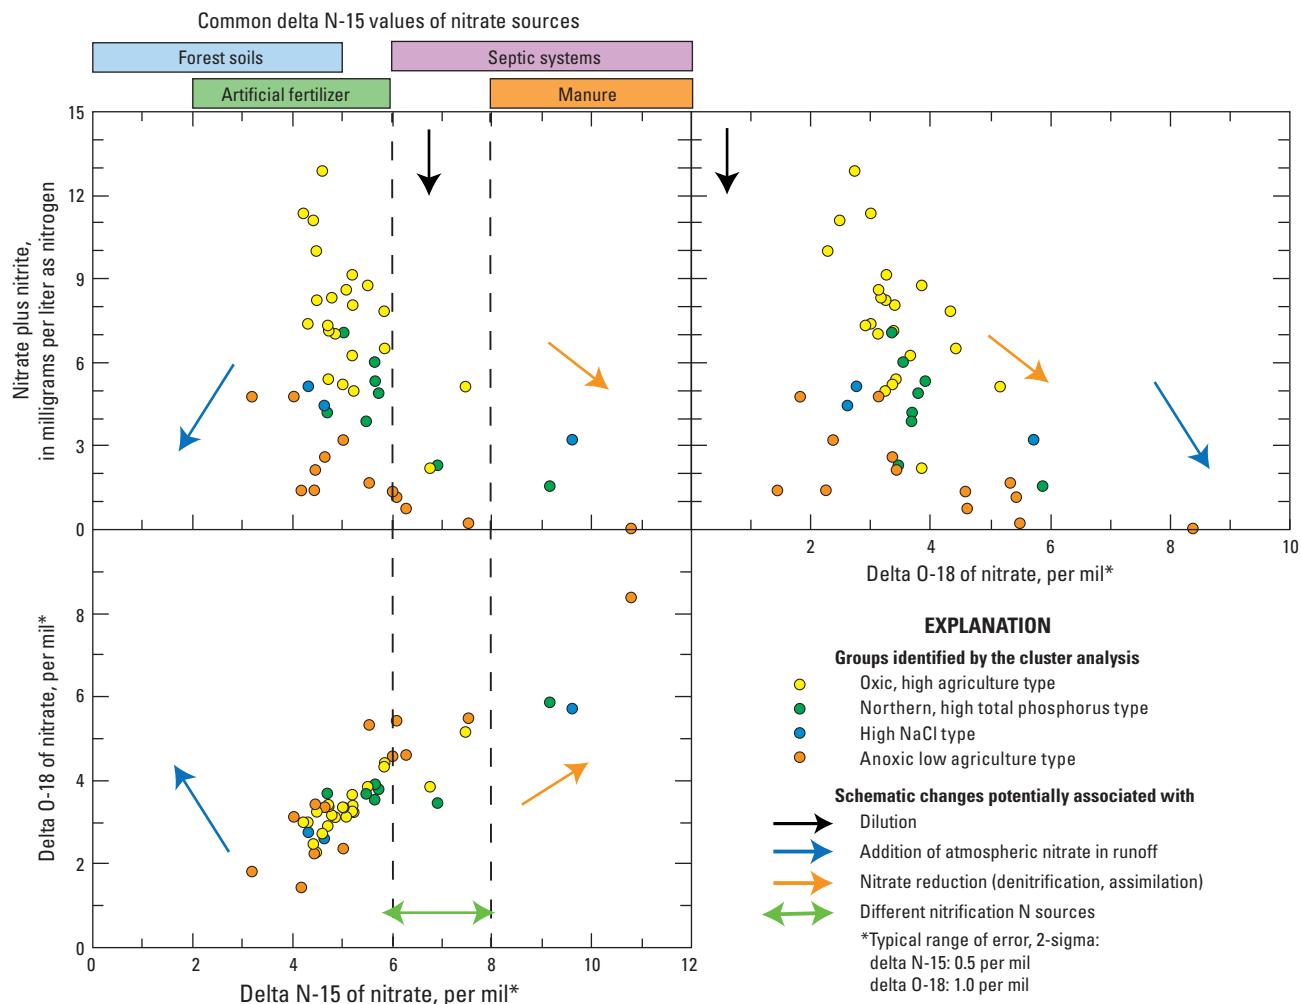 Common delta N-15 values of nitrate sources
Forest soils
Septic systems
Artificial fertilizer
Manure
15
12
9
6
3
0
Nitrate plus nitrite,
in milligrams per liter as nitrogen
2
4
6
8
10
Delta O-18 of nitrate, per mil*
8
6
4
2
0
Delta O-18 of nitrate, per mil*
0
2
4
6
8
10
12
Delta N-15 of nitrate, per mil*
EXPLANATION
Groups identified by the cluster analysis
Oxic, high agriculture type
Northern, high total phosphorus type
High NaCl type
Anoxic low agriculture type
Schematic changes potentially associated with
Dilution
Addition of atmospheric nitrate in runoff
Nitrate reduction (denitrification, assimilation)
Different nitrification N sources
*Typical range of error, 2-sigma:
delta N-15: 0.5 per mil
delta O-18: 1.0 per mil